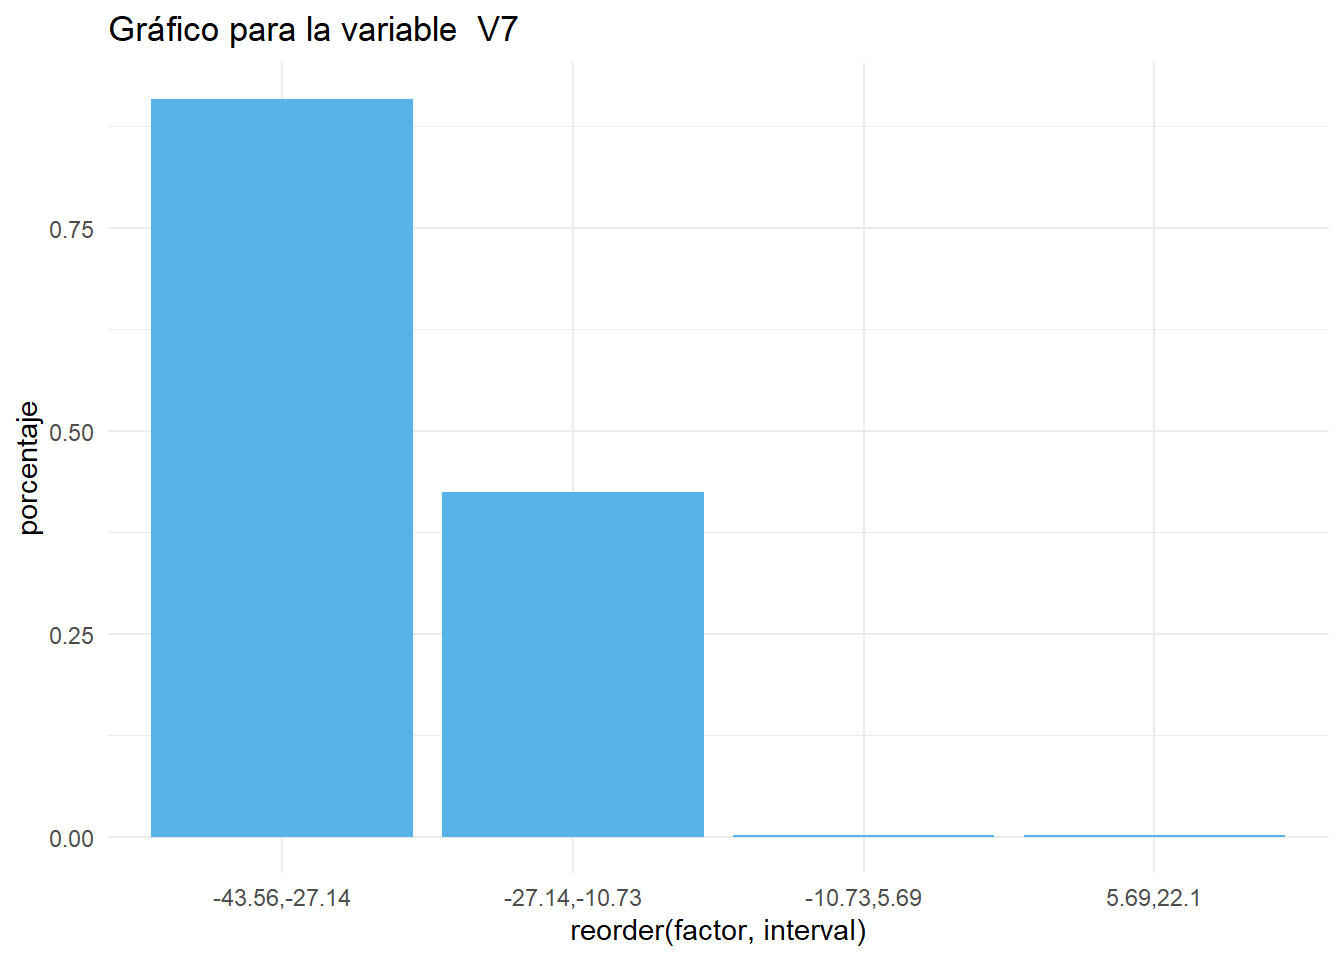 Gráfico para la variable  V7
porcentaje
0.75
0.50
0.25
0.00
-43.56,-27.14
-27.14,-10.73
-10.73,5.69
5.69,22.1
reorder(factor, interval)